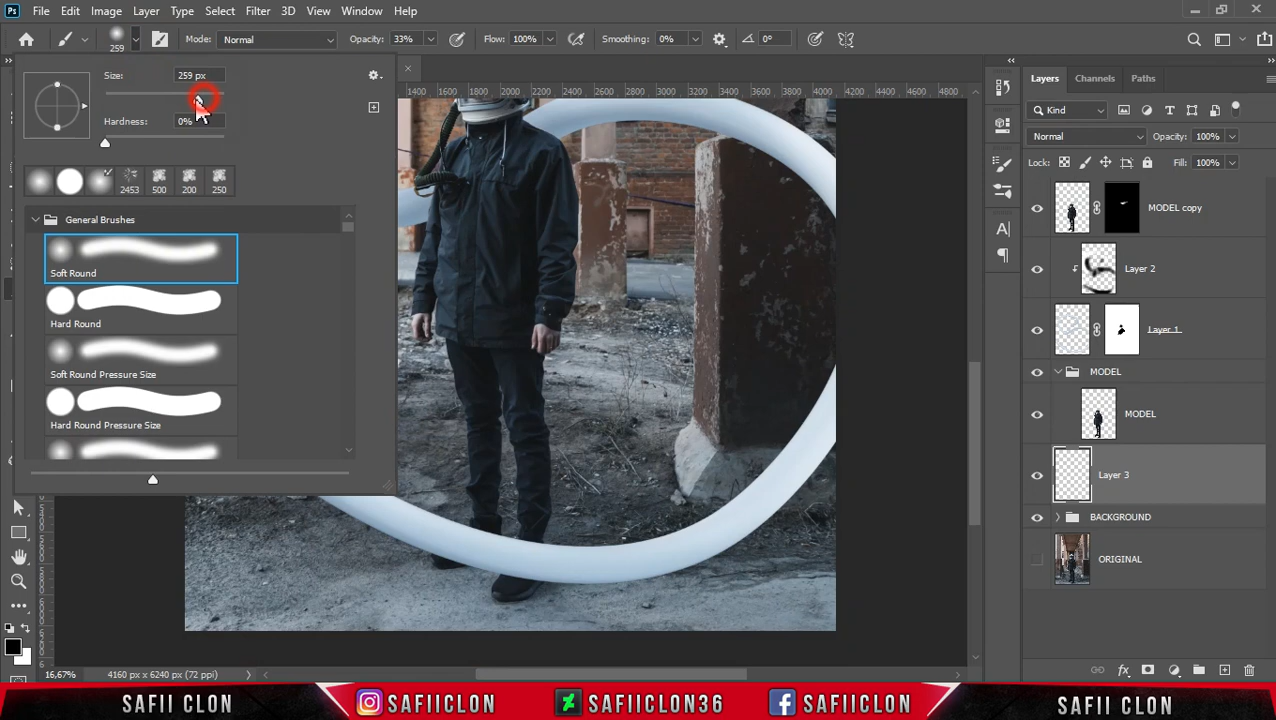 Ps File Edit Image Layer Type Select Filter 3D View Window Help
259 Mode: Normal Opacity: 33% Flow: 100% Smoothing: 0% 0°
Size: 259 px
Hardness: 0%
2453 500 200 250
General Brushes
Soft Round
Hard Round
Soft Round Pressure Size
Hard Round Pressure Size
1400 1600 1800 2000 2200 2400 2600 2800 3000 3200 3400 3600 3800 4000 4200 4400 4600 4800
Layers Channels Paths
Kind
Normal Opacity: 100%
Lock: Fill: 100%
MODEL copy
Layer 2
Layer 1
MODEL
MODEL
Layer 3
BACKGROUND
ORIGINAL
16,67% 4160 px x 6240 px (72 ppi)
SAFII CLON SAFIICLON SAFIICLON36 SAFIICLON SAFII CLON